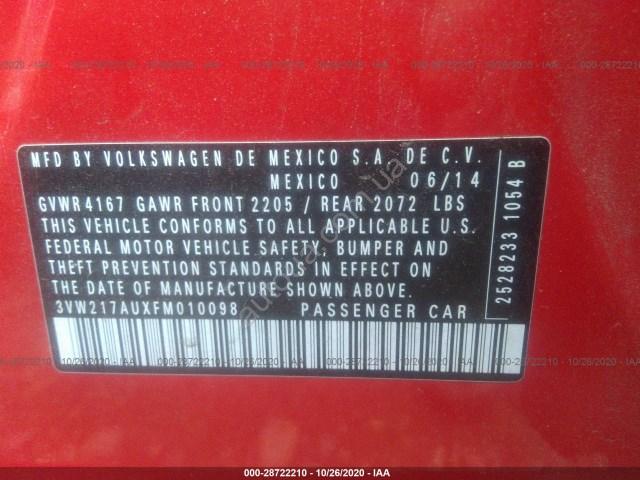 MFD BY VOLKSWAGEN DE MEXICO S.A. DE C.V.
MEXICO 06/14
GVWR 4167 GAWR FRONT 2205 / REAR 2072 LBS
THIS VEHICLE CONFORMS TO ALL APPLICABLE U.S.
FEDERAL MOTOR VEHICLE SAFETY, BUMPER AND
THEFT PREVENTION STANDARDS IN EFFECT ON
THE DATE OF MANUFACTURE SHOWN ABOVE.
3VW217AUXFM010098 PASSENGER CAR
2528233 1054 B
000-28722210 - 10/26/2020 - IAA